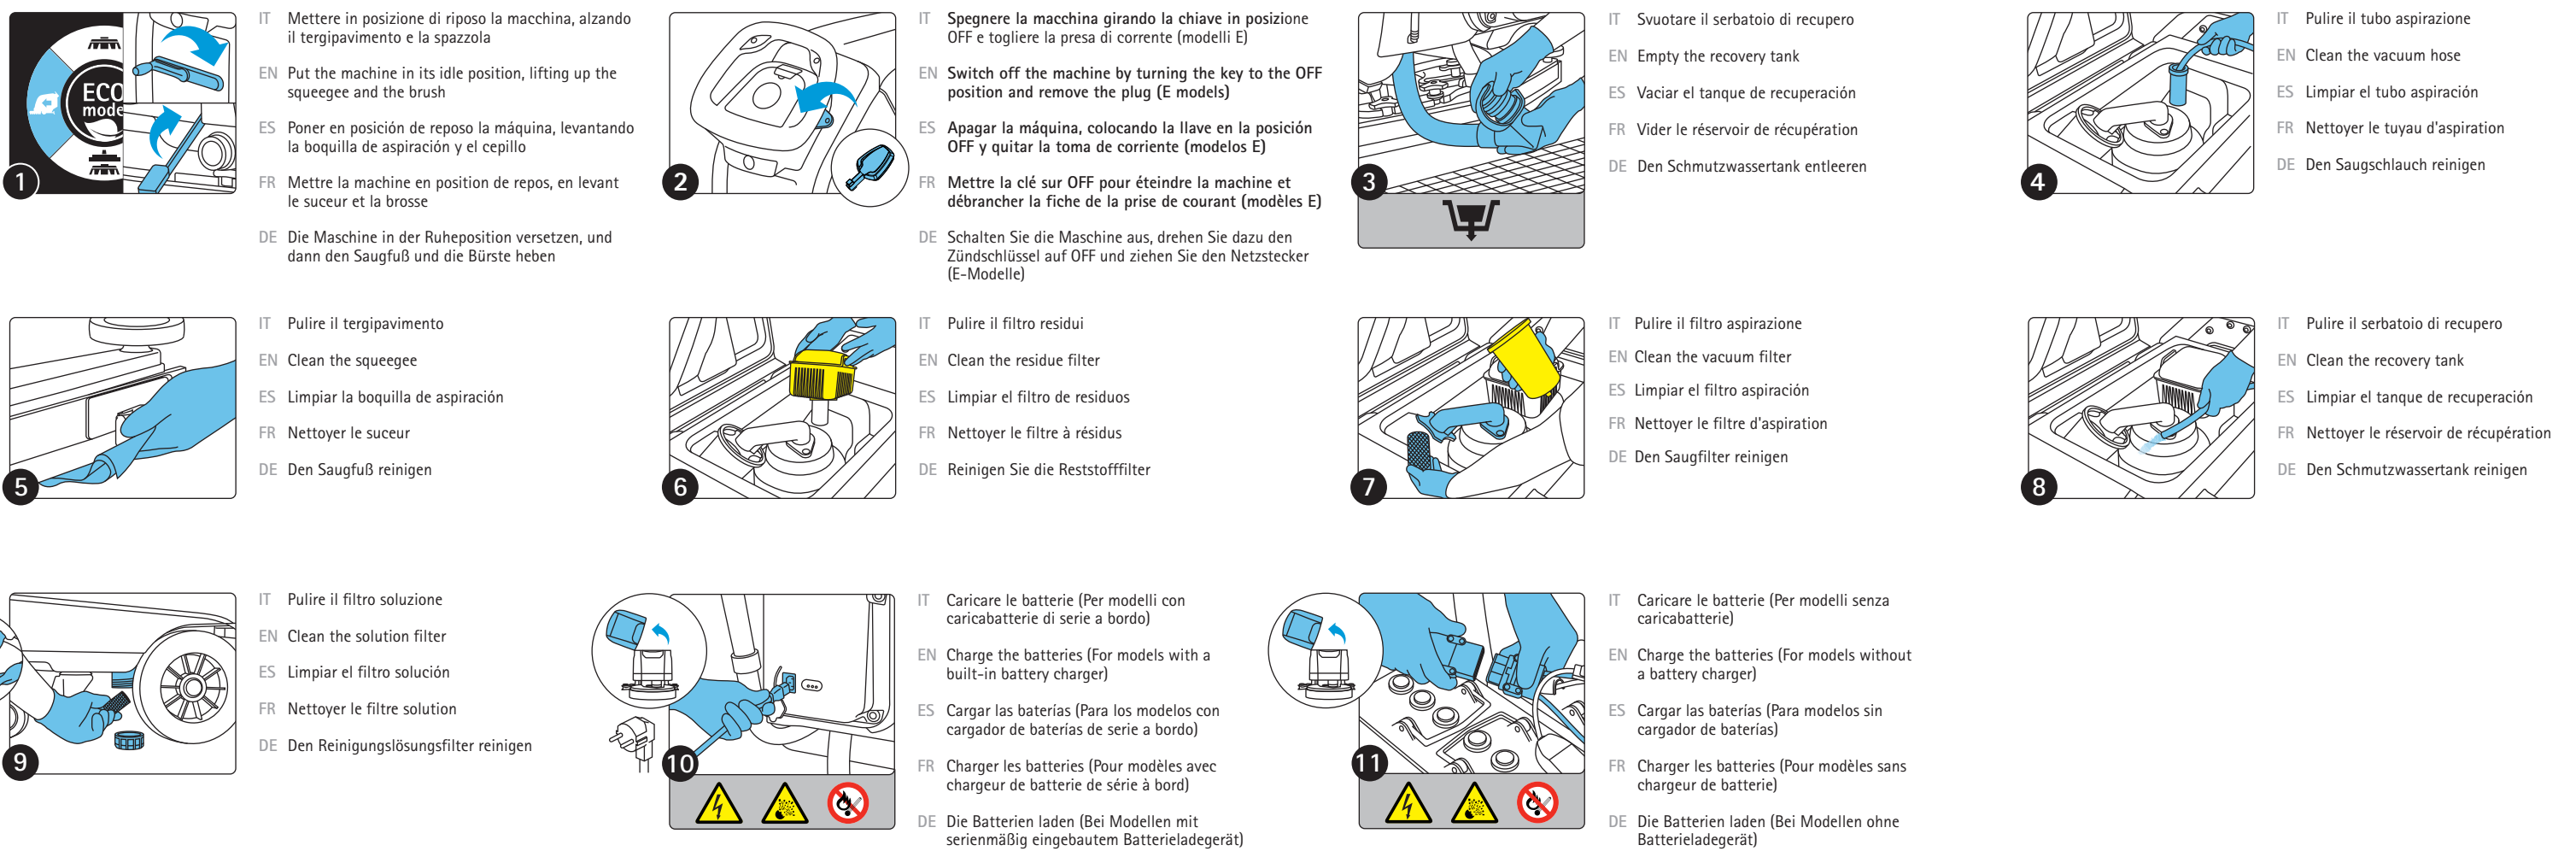 ECO
mode
1
IT Mettere in posizione di riposo la macchina, alzando
il tergipavimento e la spazzola
EN Put the machine in its idle position, lifting up the
squeegee and the brush
ES Poner en posición de reposo la máquina, levantando
la boquilla de aspiración y el cepillo
FR Mettre la machine en position de repos, en levant
le suceur et la brosse
DE Die Maschine in der Ruheposition versetzen, und
dann den Saugfuß und die Bürste heben
2
IT Spegnere la macchina girando la chiave in posizione
OFF e togliere la presa di corrente (modelli E)
EN Switch off the machine by turning the key to the OFF
position and remove the plug (E models)
ES Apagar la máquina, colocando la llave en la posición
OFF y quitar la toma de corriente (modelos E)
FR Mettre la clé sur OFF pour éteindre la machine et
débrancher la fiche de la prise de courant (modèles E)
DE Schalten Sie die Maschine aus, drehen Sie dazu den
Zündschlüssel auf OFF und ziehen Sie den Netzstecker
(E-Modelle)
3
IT Svuotare il serbatoio di recupero
EN Empty the recovery tank
ES Vaciar el tanque de recuperación
FR Vider le réservoir de récupération
DE Den Schmutzwassertank entleeren
4
IT Pulire il tubo aspirazione
EN Clean the vacuum hose
ES Limpiar el tubo aspiración
FR Nettoyer le tuyau d'aspiration
DE Den Saugschlauch reinigen
5
IT Pulire il tergipavimento
EN Clean the squeegee
ES Limpiar la boquilla de aspiración
FR Nettoyer le suceur
DE Den Saugfuß reinigen
6
IT Pulire il filtro residui
EN Clean the residue filter
ES Limpiar el filtro de residuos
FR Nettoyer le filtre à résidus
DE Reinigen Sie die Reststofffilter
7
IT Pulire il filtro aspirazione
EN Clean the vacuum filter
ES Limpiar el filtro aspiración
FR Nettoyer le filtre d'aspiration
DE Den Saugfilter reinigen
8
IT Pulire il serbatoio di recupero
EN Clean the recovery tank
ES Limpiar el tanque de recuperación
FR Nettoyer le réservoir de récupération
DE Den Schmutzwassertank reinigen
9
IT Pulire il filtro soluzione
EN Clean the solution filter
ES Limpiar el filtro solución
FR Nettoyer le filtre solution
DE Den Reinigungslösungsfilter reinigen
10
IT Caricare le batterie (Per modelli con
caricabatterie di serie a bordo)
EN Charge the batteries (For models with a
built-in battery charger)
ES Cargar las baterías (Para los modelos con
cargador de baterías de serie a bordo)
FR Charger les batteries (Pour modèles avec
chargeur de batterie de série à bord)
DE Die Batterien laden (Bei Modellen mit
serienmäßig eingebautem Batterieladegerät)
11
IT Caricare le batterie (Per modelli senza
caricabatterie)
EN Charge the batteries (For models without
a battery charger)
ES Cargar las baterías (Para modelos sin
cargador de baterías)
FR Charger les batteries (Pour modèles sans
chargeur de batterie)
DE Die Batterien laden (Bei Modellen ohne
Batterieladegerät)